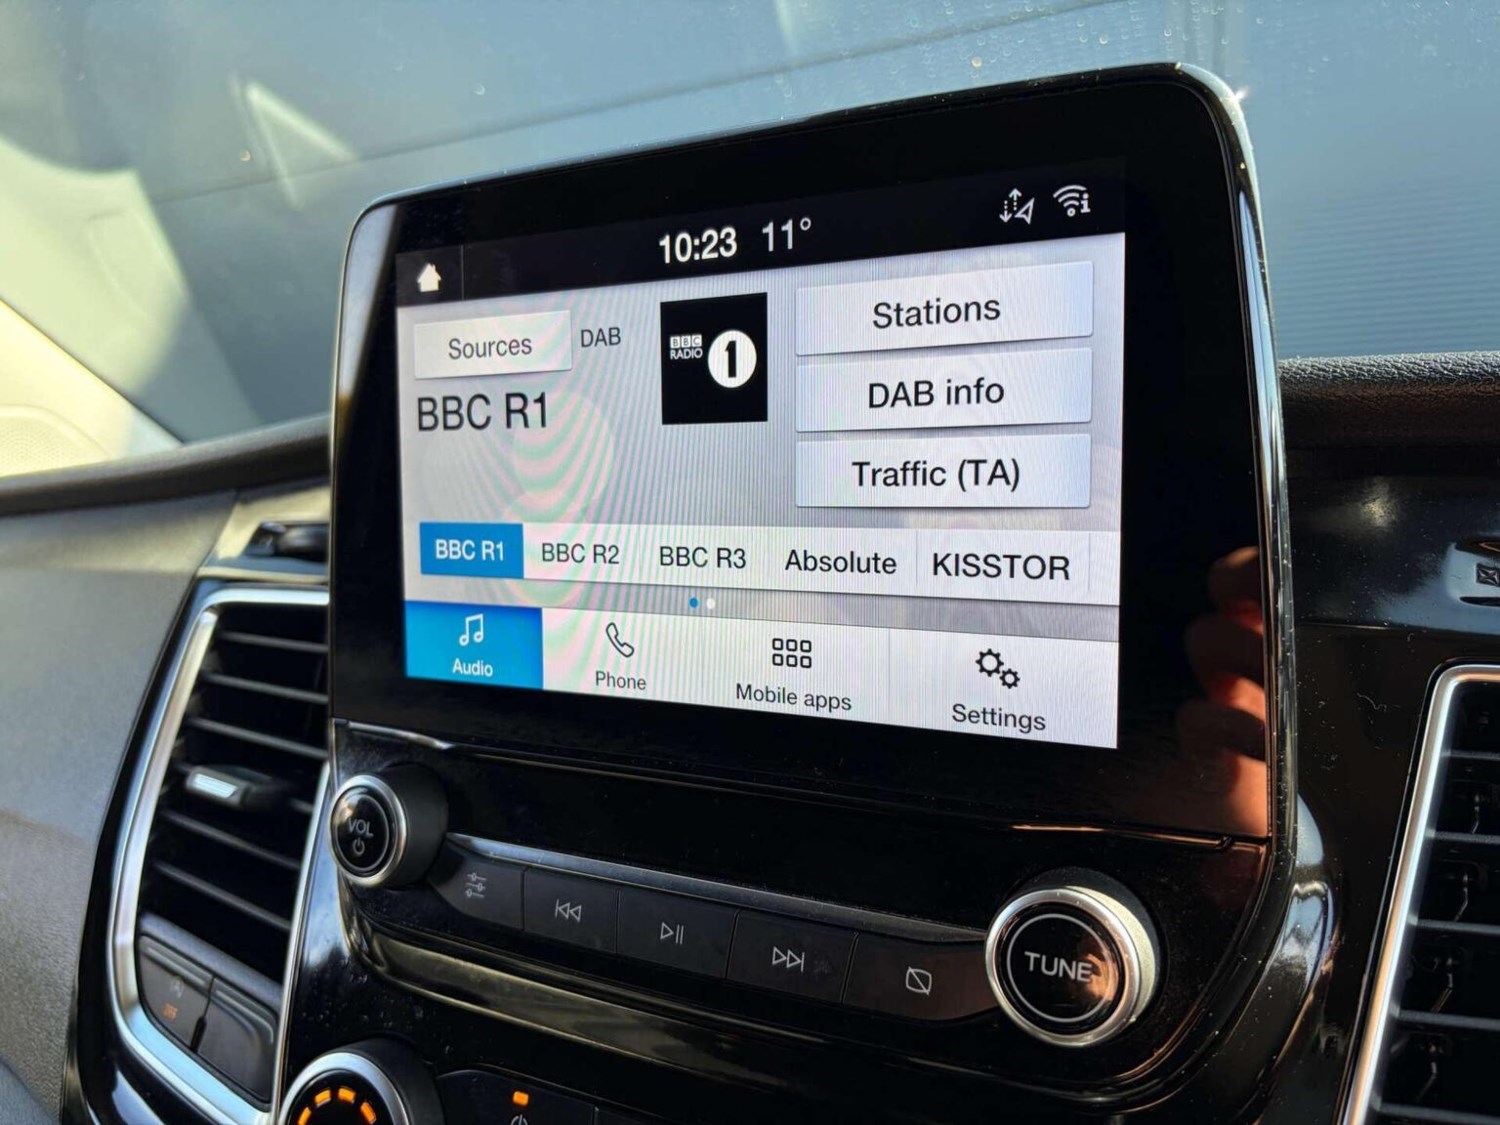 10:23 11°
Sources DAB
BBC R1
BBC
RADIO 1
Stations
DAB info
Traffic (TA)
BBC R1 BBC R2 BBC R3 Absolute KISSTOR
Audio Phone Mobile apps Settings
VOL
TUNE
OFF